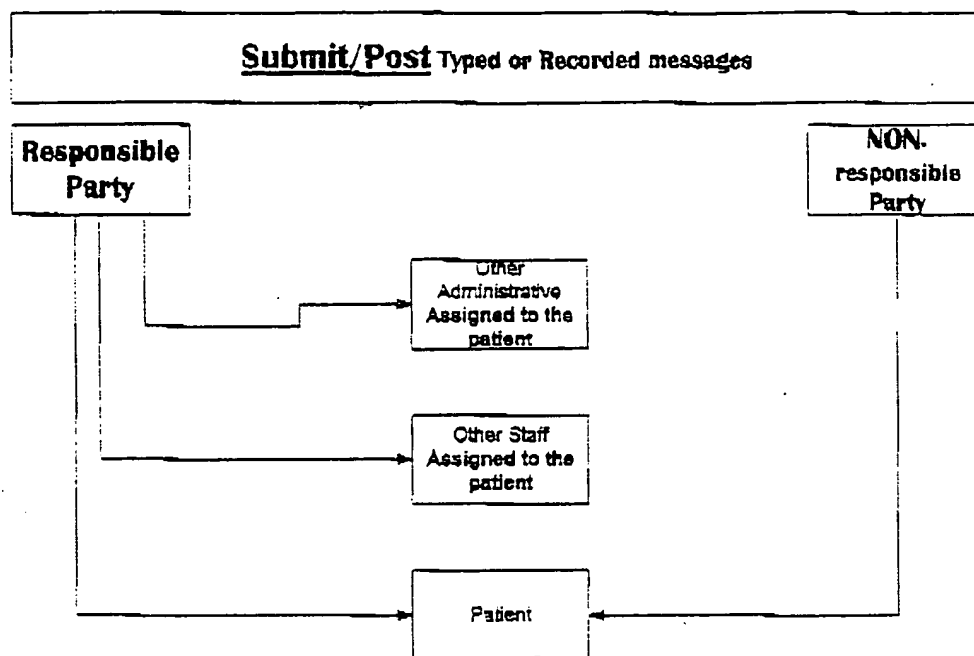 Submit/Post Typed or Recorded messages
Responsible
Party
NON-
responsible
Party
Other
Administrative
Assigned to the
patient
Other Staff
Assigned to the
patient
Patient